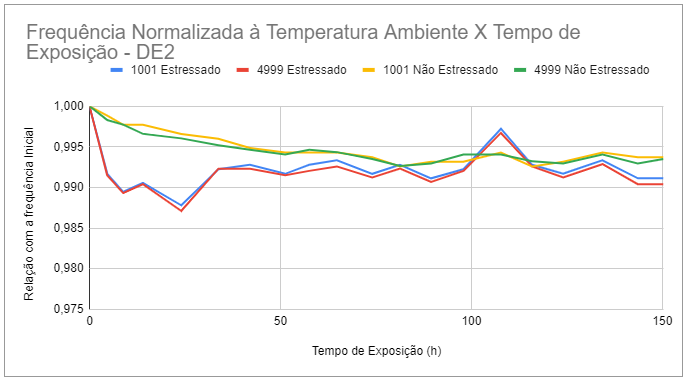 Frequência Normalizada à Temperatura Ambiente X Tempo de
Exposição - DE2
1001 Estressado 4999 Estressado 1001 Não Estressado 4999 Não Estressado
Relação com a frequência Inicial
1,000
0,995
0,990
0,985
0,980
0,975
0 50 100 150
Tempo de Exposição (h)